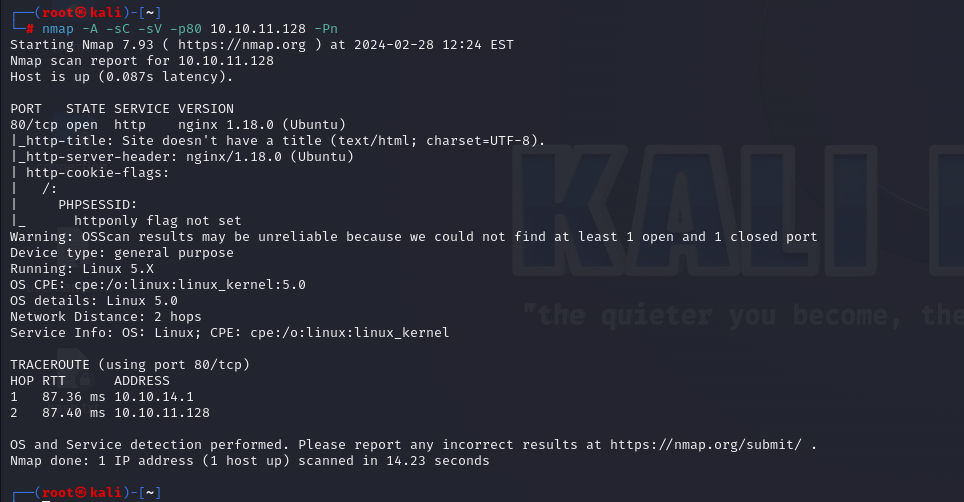 ┌──(root㉿kali)-[~]
└─# nmap -A -sC -sV -p80 10.10.11.128 -Pn
Starting Nmap 7.93 ( https://nmap.org ) at 2024-02-28 12:24 EST
Nmap scan report for 10.10.11.128
Host is up (0.087s latency).

PORT   STATE SERVICE VERSION
80/tcp open  http    nginx 1.18.0 (Ubuntu)
|_http-title: Site doesn't have a title (text/html; charset=UTF-8).
|_http-server-header: nginx/1.18.0 (Ubuntu)
| http-cookie-flags:
|   /:
|     PHPSESSID:
|_      httponly flag not set
Warning: OSScan results may be unreliable because we could not find at least 1 open and 1 closed port
Device type: general purpose
Running: Linux 5.X
OS CPE: cpe:/o:linux:linux_kernel:5.0
OS details: Linux 5.0
Network Distance: 2 hops
Service Info: OS: Linux; CPE: cpe:/o:linux:linux_kernel

TRACEROUTE (using port 80/tcp)
HOP RTT      ADDRESS
1   87.36 ms 10.10.14.1
2   87.40 ms 10.10.11.128

OS and Service detection performed. Please report any incorrect results at https://nmap.org/submit/ .
Nmap done: 1 IP address (1 host up) scanned in 14.23 seconds

┌──(root㉿kali)-[~]
KALI
"the quieter you become, the